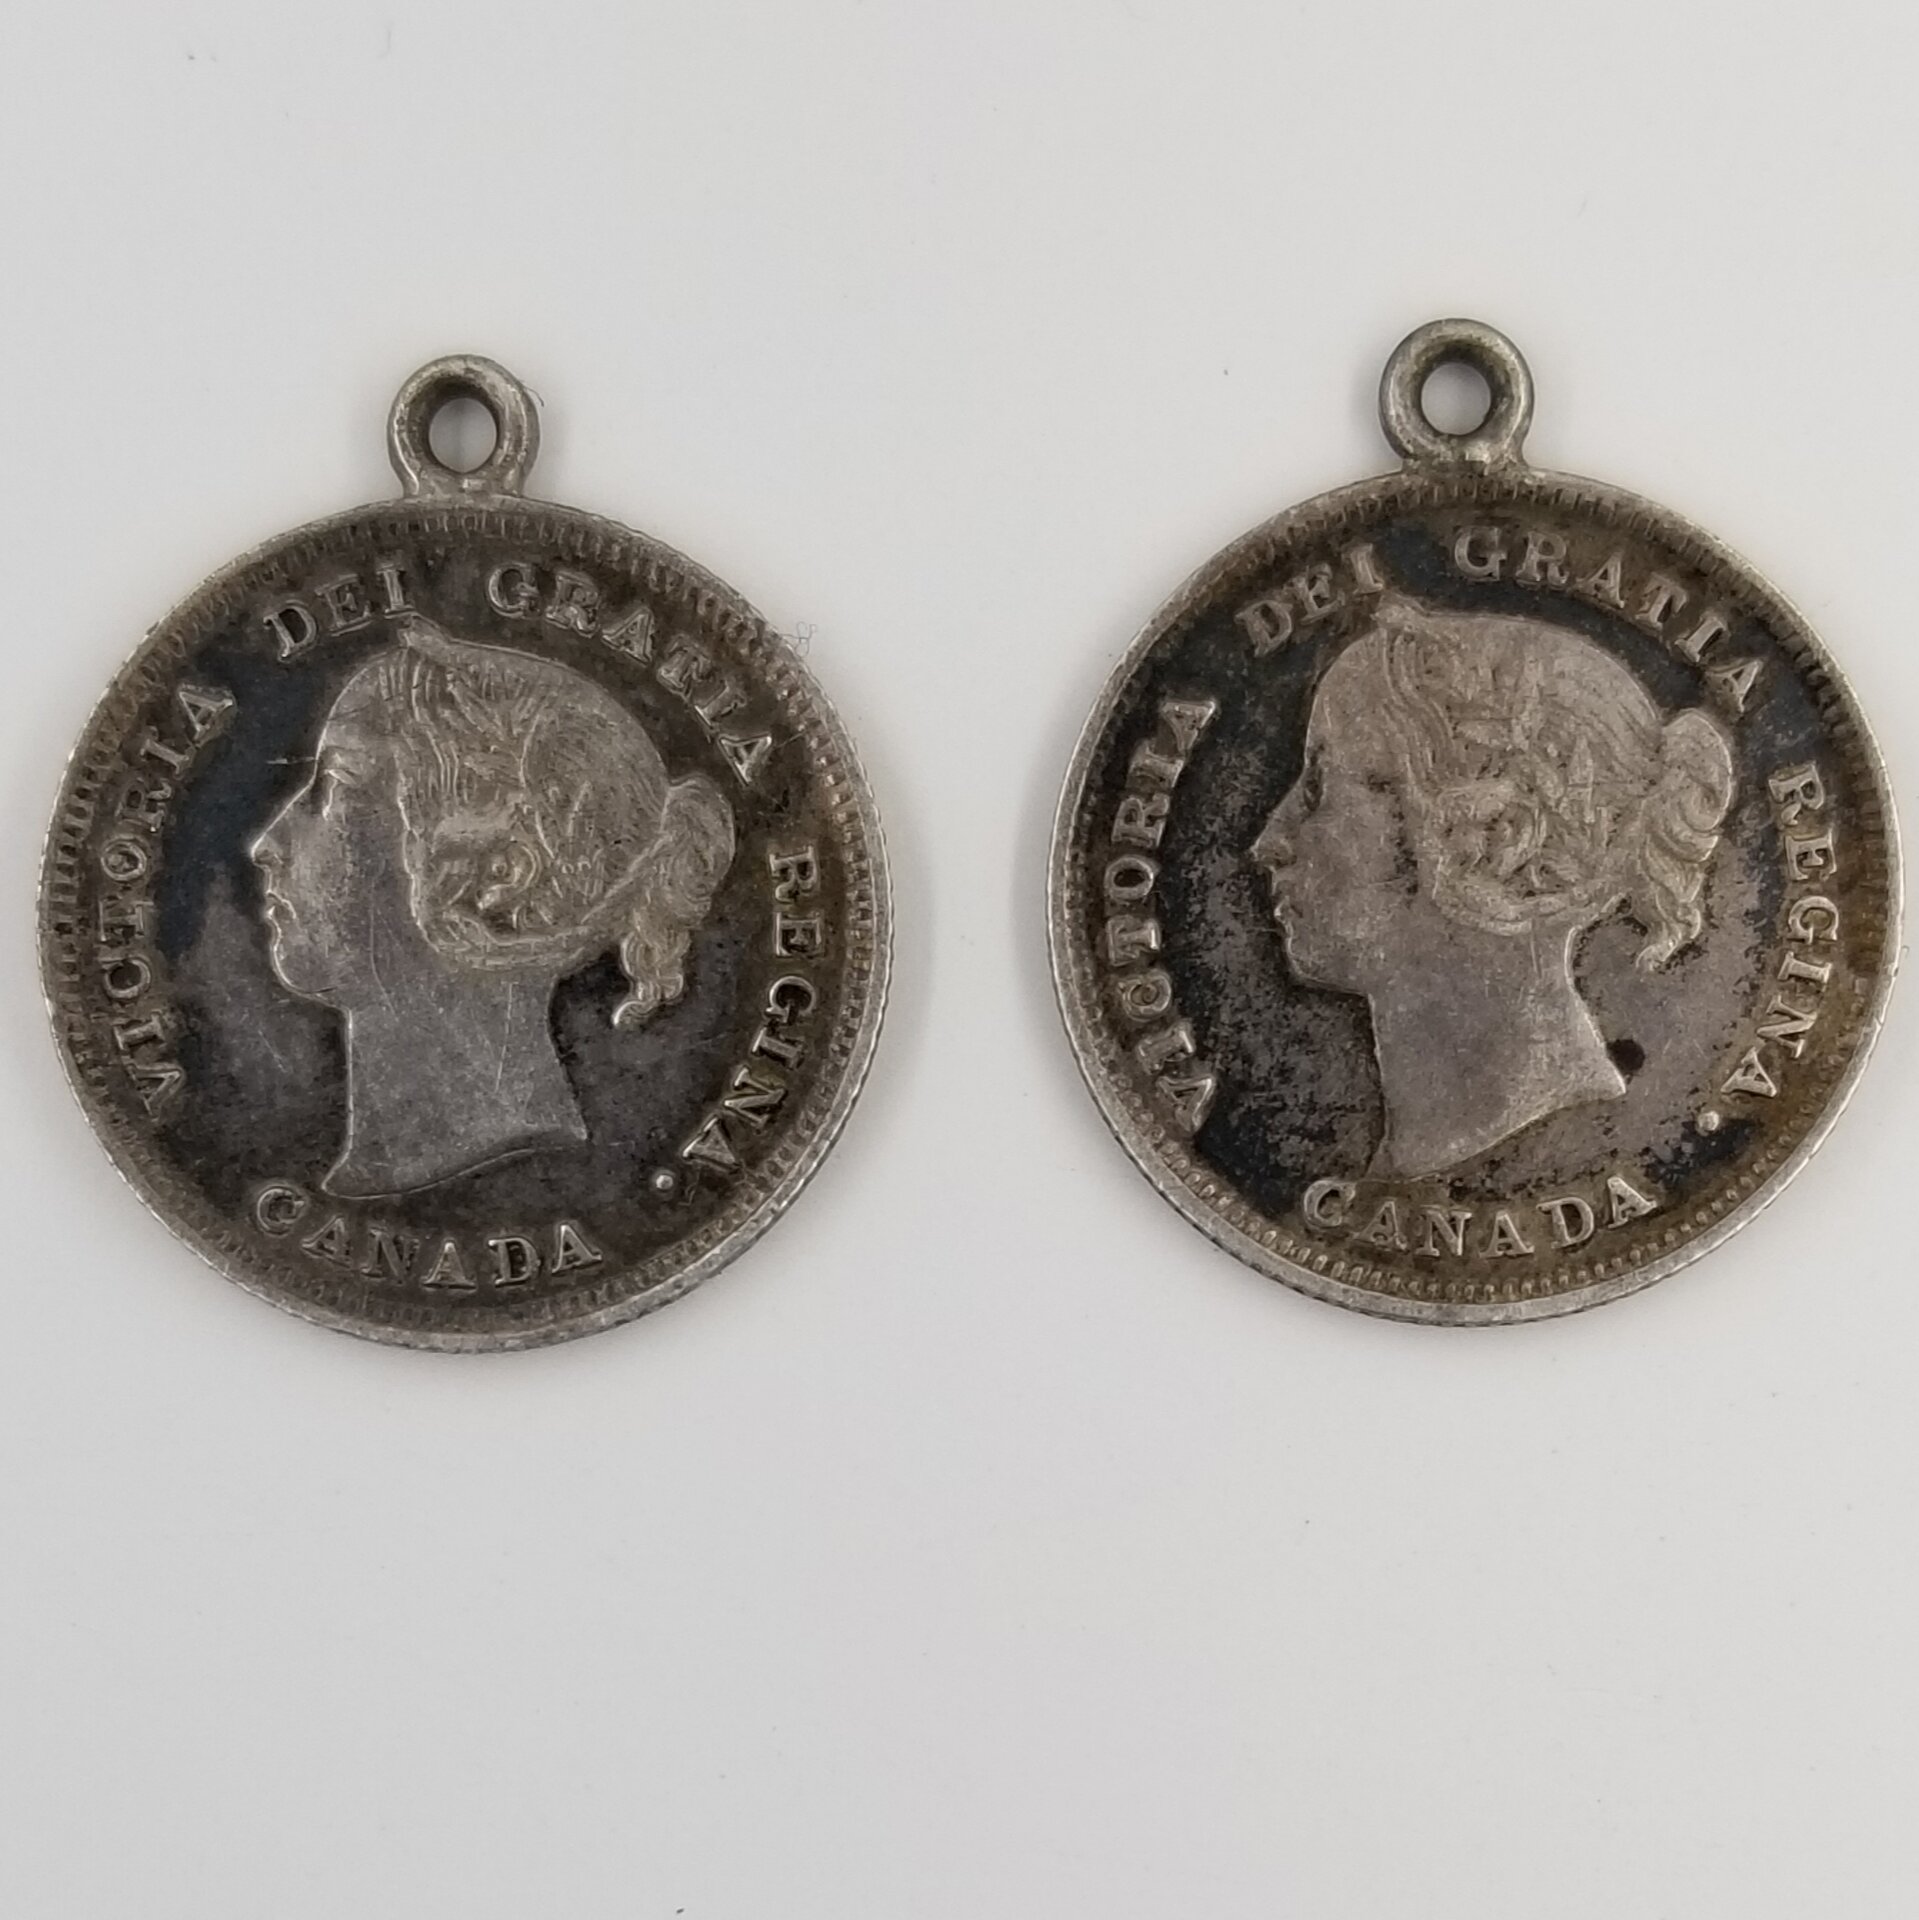 VICTORIA DEI GRATIA REGINA.
CANADA
VICTORIA DEI GRATIA REGINA.
CANADA